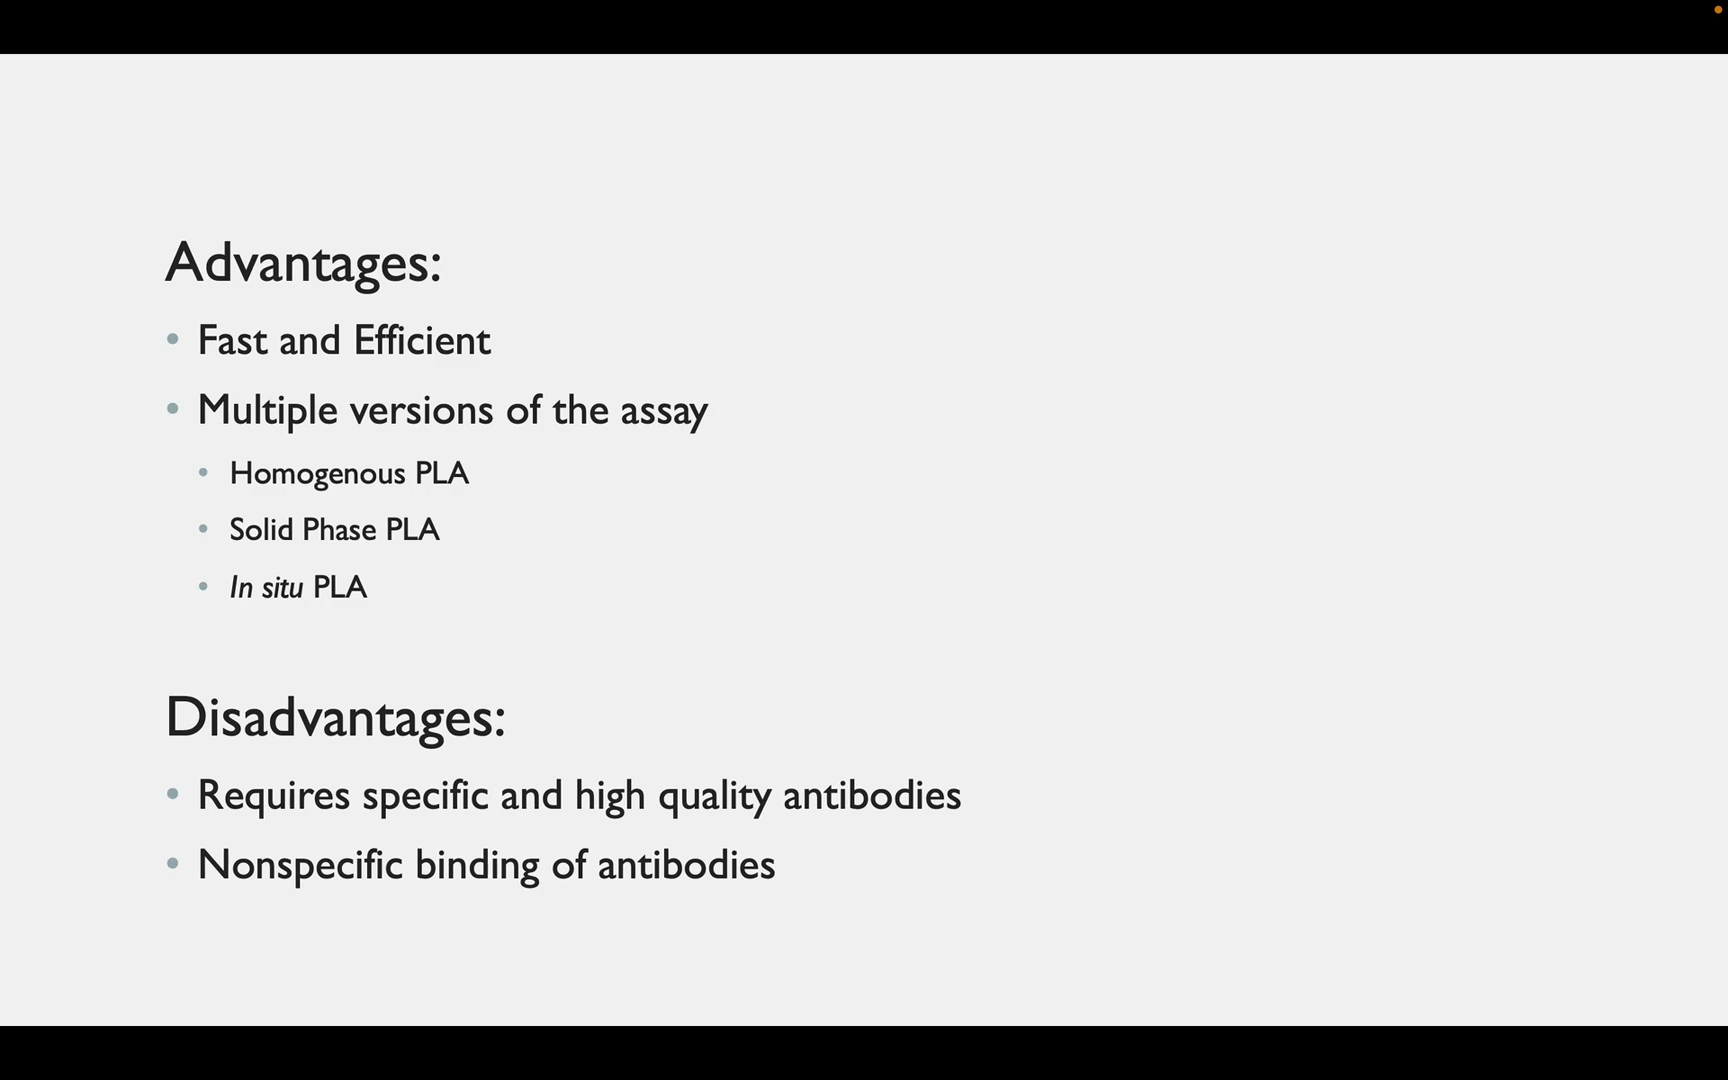 Advantages:
• Fast and Efficient
• Multiple versions of the assay
• Homogenous PLA
• Solid Phase PLA
• In situ PLA
Disadvantages:
• Requires specific and high quality antibodies
• Nonspecific binding of antibodies